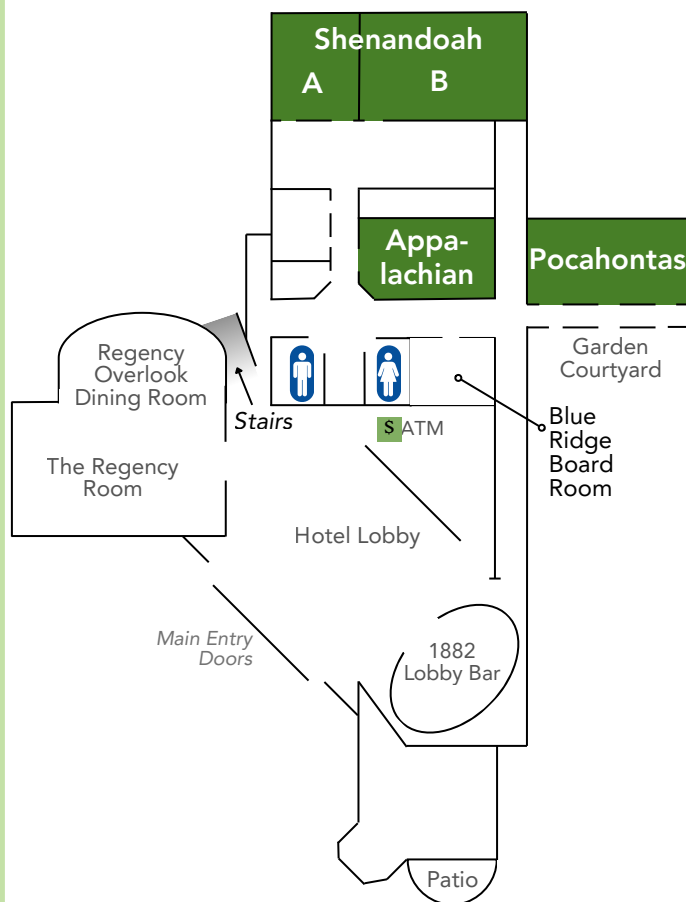 Shenandoah
A
B
Appa-
lachian
Pocahontas
Regency
Overlook
Dining Room
Stairs
Garden
Courtyard
$ ATM
Blue
Ridge
Board
Room
The Regency
Room
Hotel Lobby
Main Entry
Doors
1882
Lobby Bar
Patio